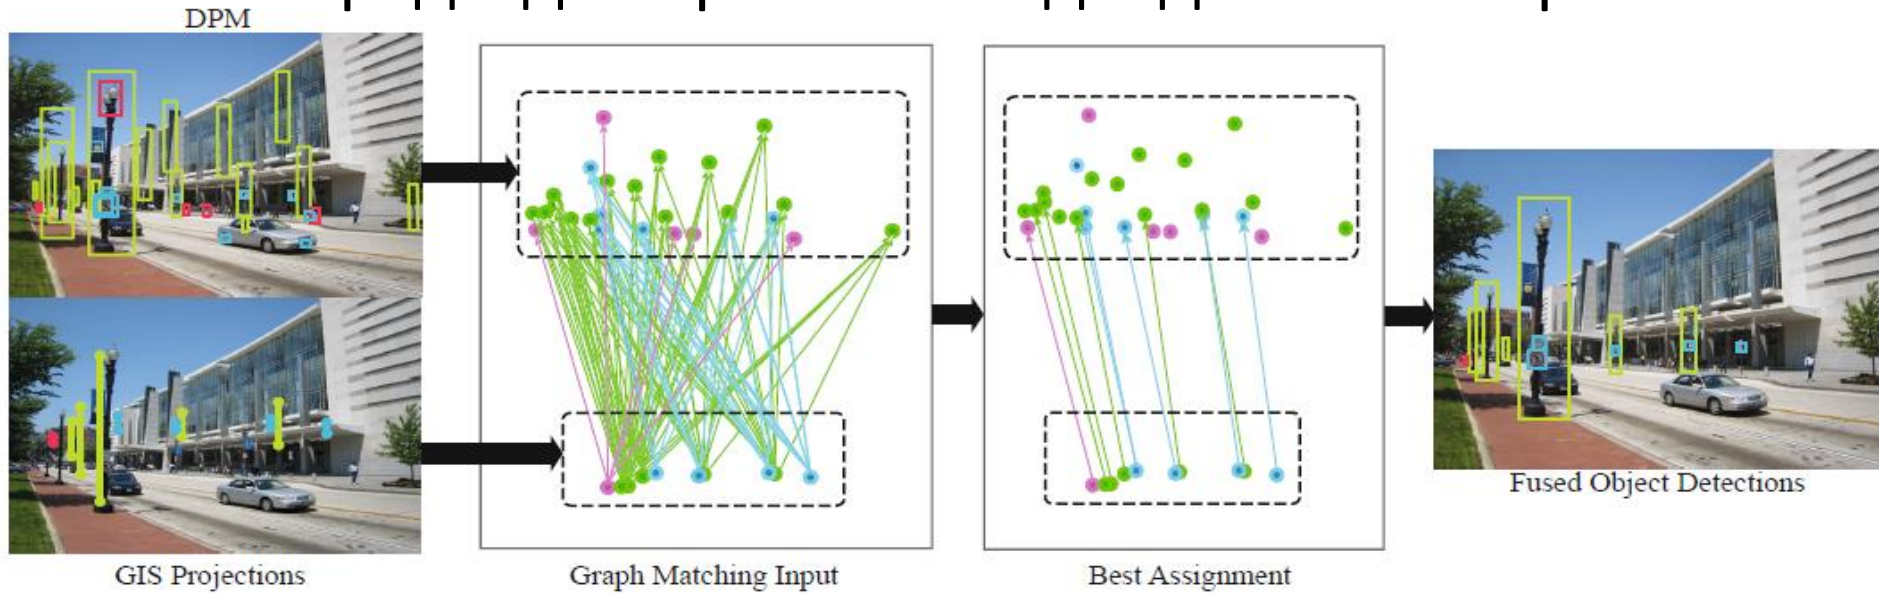 DPM
GIS Projections
Graph Matching Input
Best Assignment
Fused Object Detections